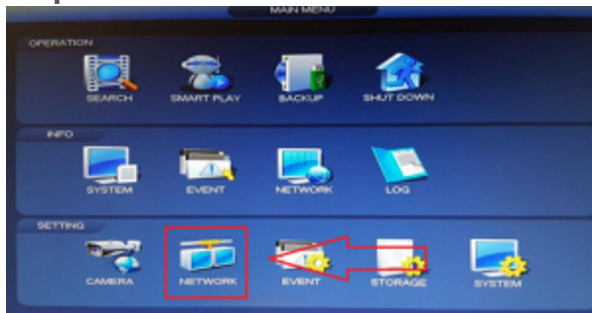 MAIN MENU
OPERATION
SEARCH SMART PLAY BACKUP SHUT DOWN
INFO
SYSTEM EVENT NETWORK LOG
SETTING
CAMERA NETWORK EVENT STORAGE SYSTEM